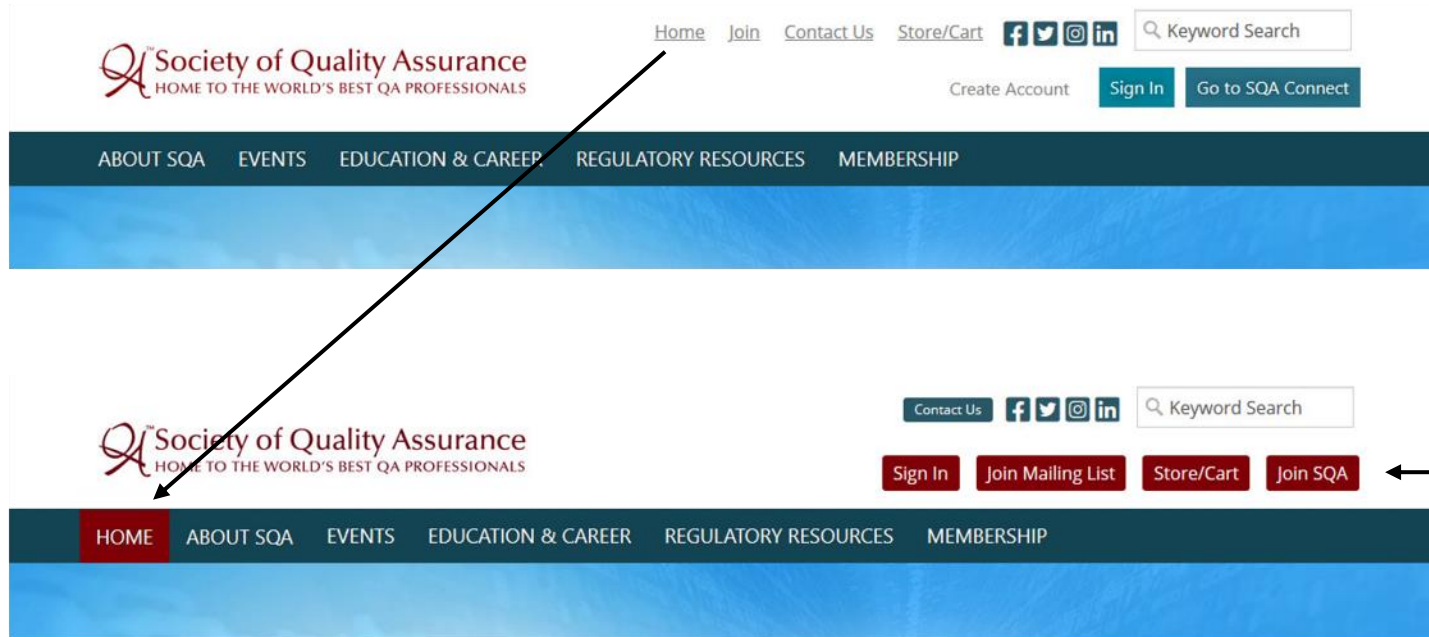 Home Join Contact Us Store/Cart Keyword Search
QA™ Society of Quality Assurance
HOME TO THE WORLD'S BEST QA PROFESSIONALS
Create Account Sign In Go to SQA Connect
ABOUT SQA EVENTS EDUCATION & CAREER REGULATORY RESOURCES MEMBERSHIP
Contact Us Keyword Search
QA™ Society of Quality Assurance
HOME TO THE WORLD'S BEST QA PROFESSIONALS
Sign In Join Mailing List Store/Cart Join SQA
HOME ABOUT SQA EVENTS EDUCATION & CAREER REGULATORY RESOURCES MEMBERSHIP